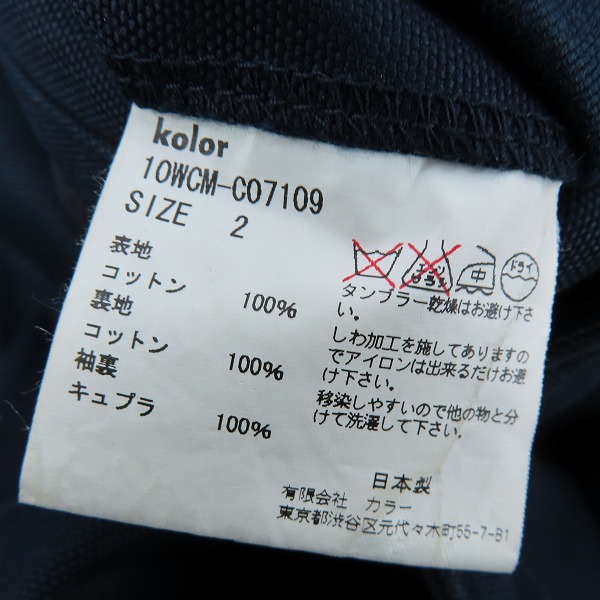 kolor
10WCM-C07109
SIZE 2
表地
コットン 100%
裏地
コットン 100%
袖裏
キュプラ 100%
中
ドライ
タンブラー乾燥はお避け下さ
い。
しわ加工を施してありますの
でアイロンは出来るだけお避
け下さい。
移染しやすいので他の物と分
けて洗濯して下さい。
日本製
有限会社 カラー
東京都渋谷区元代々木町55-7-B1